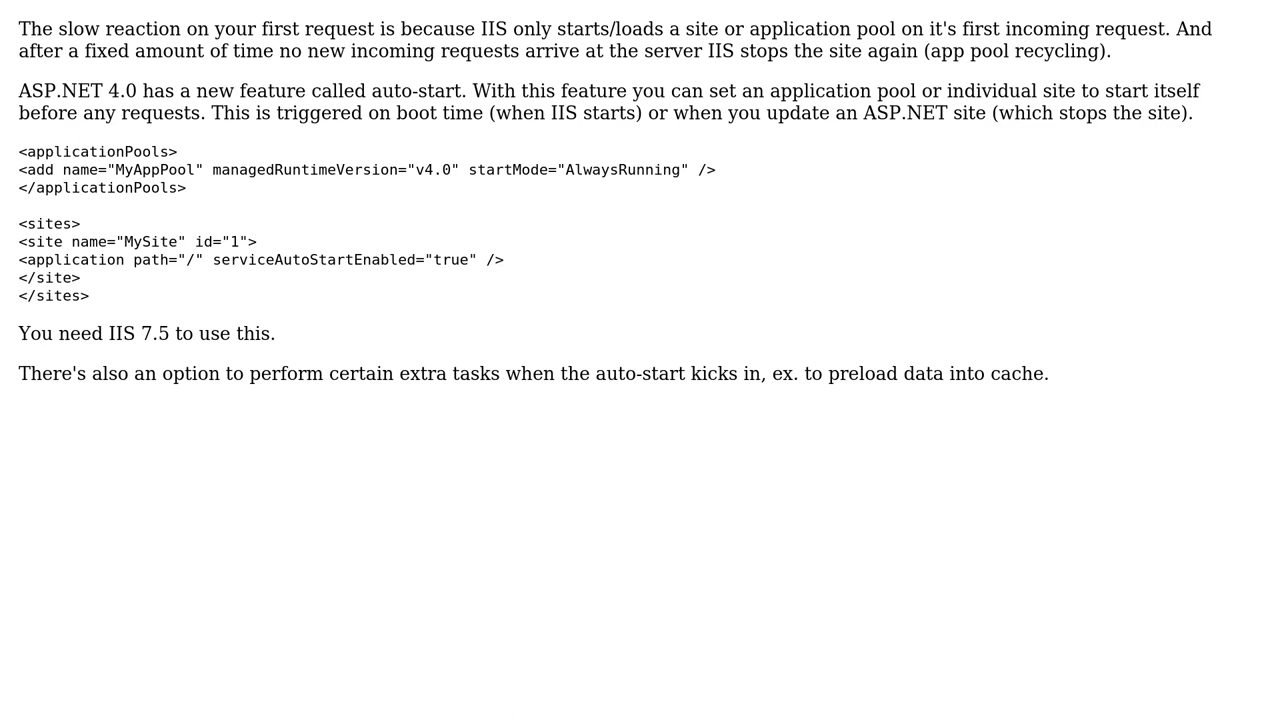 The slow reaction on your first request is because IIS only starts/loads a site or application pool on it's first incoming request. And
after a fixed amount of time no new incoming requests arrive at the server IIS stops the site again (app pool recycling).
ASP.NET 4.0 has a new feature called auto-start. With this feature you can set an application pool or individual site to start itself
before any requests. This is triggered on boot time (when IIS starts) or when you update an ASP.NET site (which stops the site).
<applicationPools>
<add name="MyAppPool" managedRuntimeVersion="v4.0" startMode="AlwaysRunning" />
</applicationPools>
<sites>
<site name="MySite" id="1">
<application path="/" serviceAutoStartEnabled="true" />
</site>
</sites>
You need IIS 7.5 to use this.
There's also an option to perform certain extra tasks when the auto-start kicks in, ex. to preload data into cache.